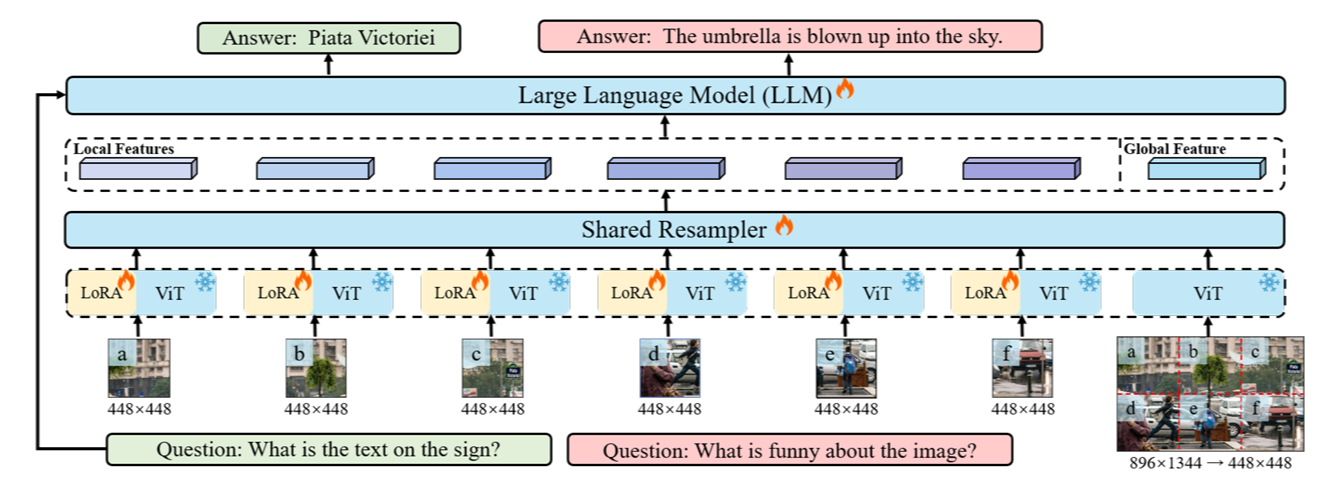 Answer: Piata Victoriei
Answer: The umbrella is blown up into the sky.
Large Language Model (LLM)
Local Features
Global Feature
Shared Resampler
LoRA ViT LoRA ViT LoRA ViT LoRA ViT LoRA ViT LoRA ViT ViT
a b c d e f
a b c
d e f
448×448 448×448 448×448 448×448 448×448 448×448
896×1344 → 448×448
Question: What is the text on the sign?
Question: What is funny about the image?